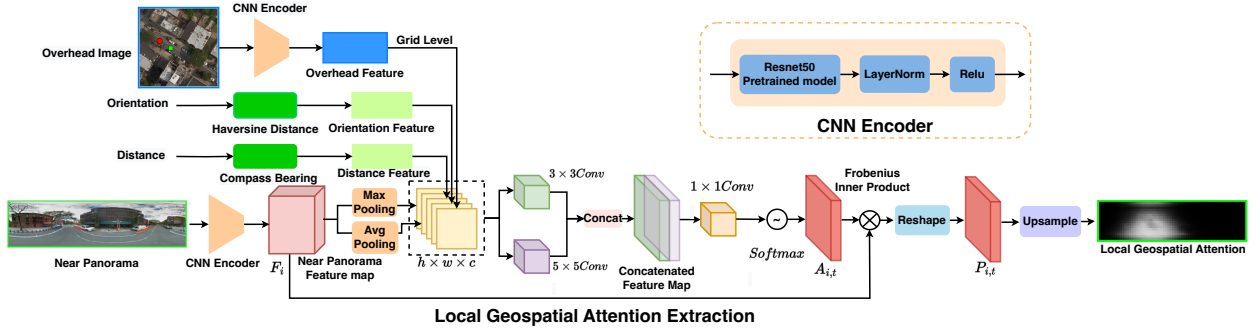 CNN Encoder
Overhead Image
Grid Level
Overhead Feature
Orientation
Haversine Distance
Orientation Feature
Distance
Compass Bearing
Distance Feature
Resnet50
Pretrained model
LayerNorm
Relu
CNN Encoder
Near Panorama
CNN Encoder
F_i
Near Panorama
Feature map
Max
Pooling
Avg
Pooling
h × w × c
3 × 3Conv
5 × 5Conv
Concat
Concatenated
Feature Map
1 × 1Conv
~
Softmax
A_{i,t}
Frobenius
Inner Product
Reshape
P_{i,t}
Upsample
Local Geospatial Attention
Local Geospatial Attention Extraction